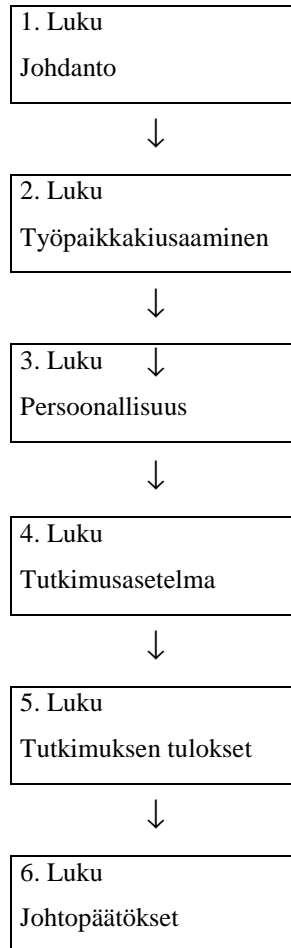 1. Luku
Johdanto
↓
2. Luku
Työpaikkakiusaaminen
↓
3. Luku ↓
Persoonallisuus
↓
4. Luku
Tutkimusasetelma
↓
5. Luku
Tutkimuksen tulokset
↓
6. Luku
Johtopäätökset